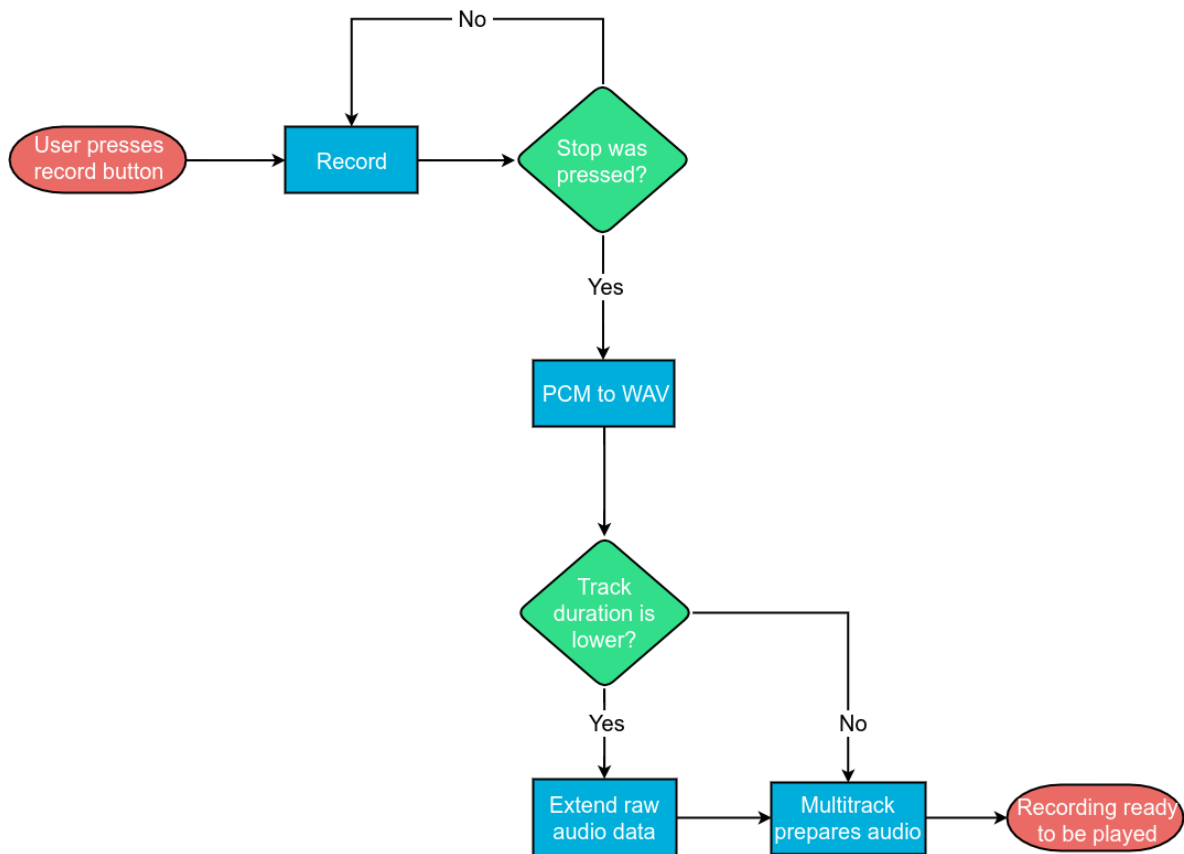 No
User presses
record button
Record
Stop was
pressed?
Yes
PCM to WAV
Track
duration is
lower?
Yes
No
Extend raw
audio data
Multitrack
prepares audio
Recording ready
to be played